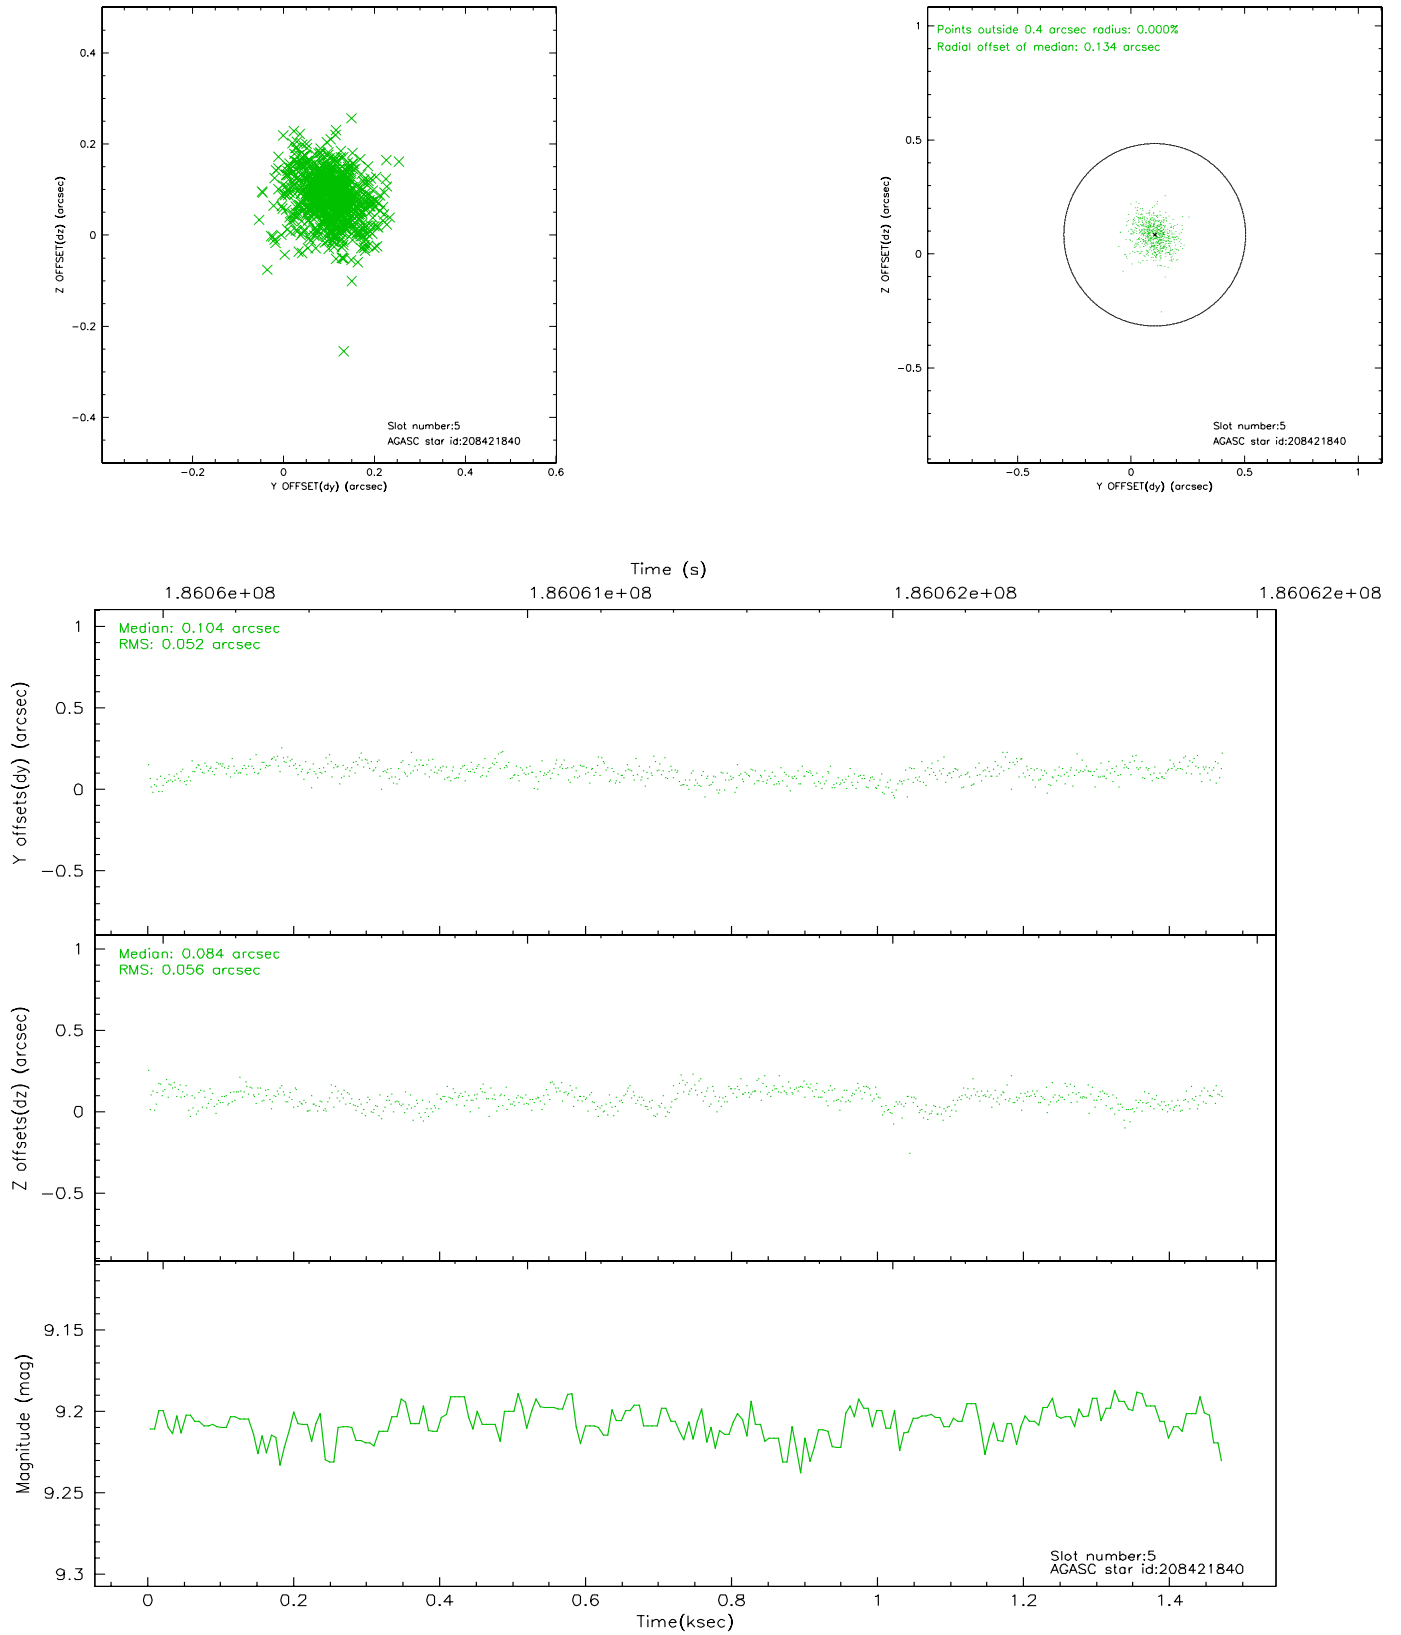 0.4
0.2
0
−0.2
−0.4
Z OFFSET(dz) (arcsec)
Slot number:5
AGASC star id:208421840
−0.2 0 0.2 0.4 0.6
Y OFFSET(dy) (arcsec)
Points outside 0.4 arcsec radius: 0.000%
Radial offset of median: 0.134 arcsec
1
0.5
0
−0.5
Z OFFSET(dz) (arcsec)
Slot number:5
AGASC star id:208421840
−0.5 0 0.5 1
Y OFFSET(dy) (arcsec)
Time (s)
1.8606e+08 1.86061e+08 1.86062e+08 1.86062e+08
Median: 0.104 arcsec
RMS: 0.052 arcsec
1
0.5
0
−0.5
Y offsets(dy) (arcsec)
Median: 0.084 arcsec
RMS: 0.056 arcsec
1
0.5
0
−0.5
Z offsets(dz) (arcsec)
9.15
9.2
9.25
9.3
Magnitude (mag)
Slot number:5
AGASC star id:208421840
0 0.2 0.4 0.6 0.8 1 1.2 1.4
Time(ksec)